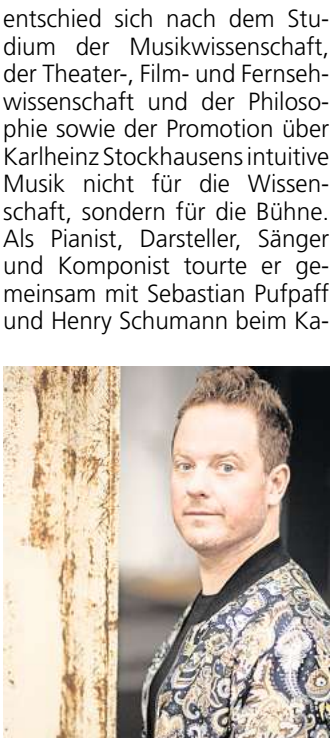 entschied sich nach dem Stu-
dium der Musikwissenschaft,
der Theater-, Film- und Fernseh-
wissenschaft und der Philoso-
phie sowie der Promotion über
Karlheinz Stockhausens intuitive
Musik nicht für die Wissen-
schaft, sondern für die Bühne.
Als Pianist, Darsteller, Sänger
und Komponist tourte er ge-
meinsam mit Sebastian Pufpaff
und Henry Schumann beim Ka-